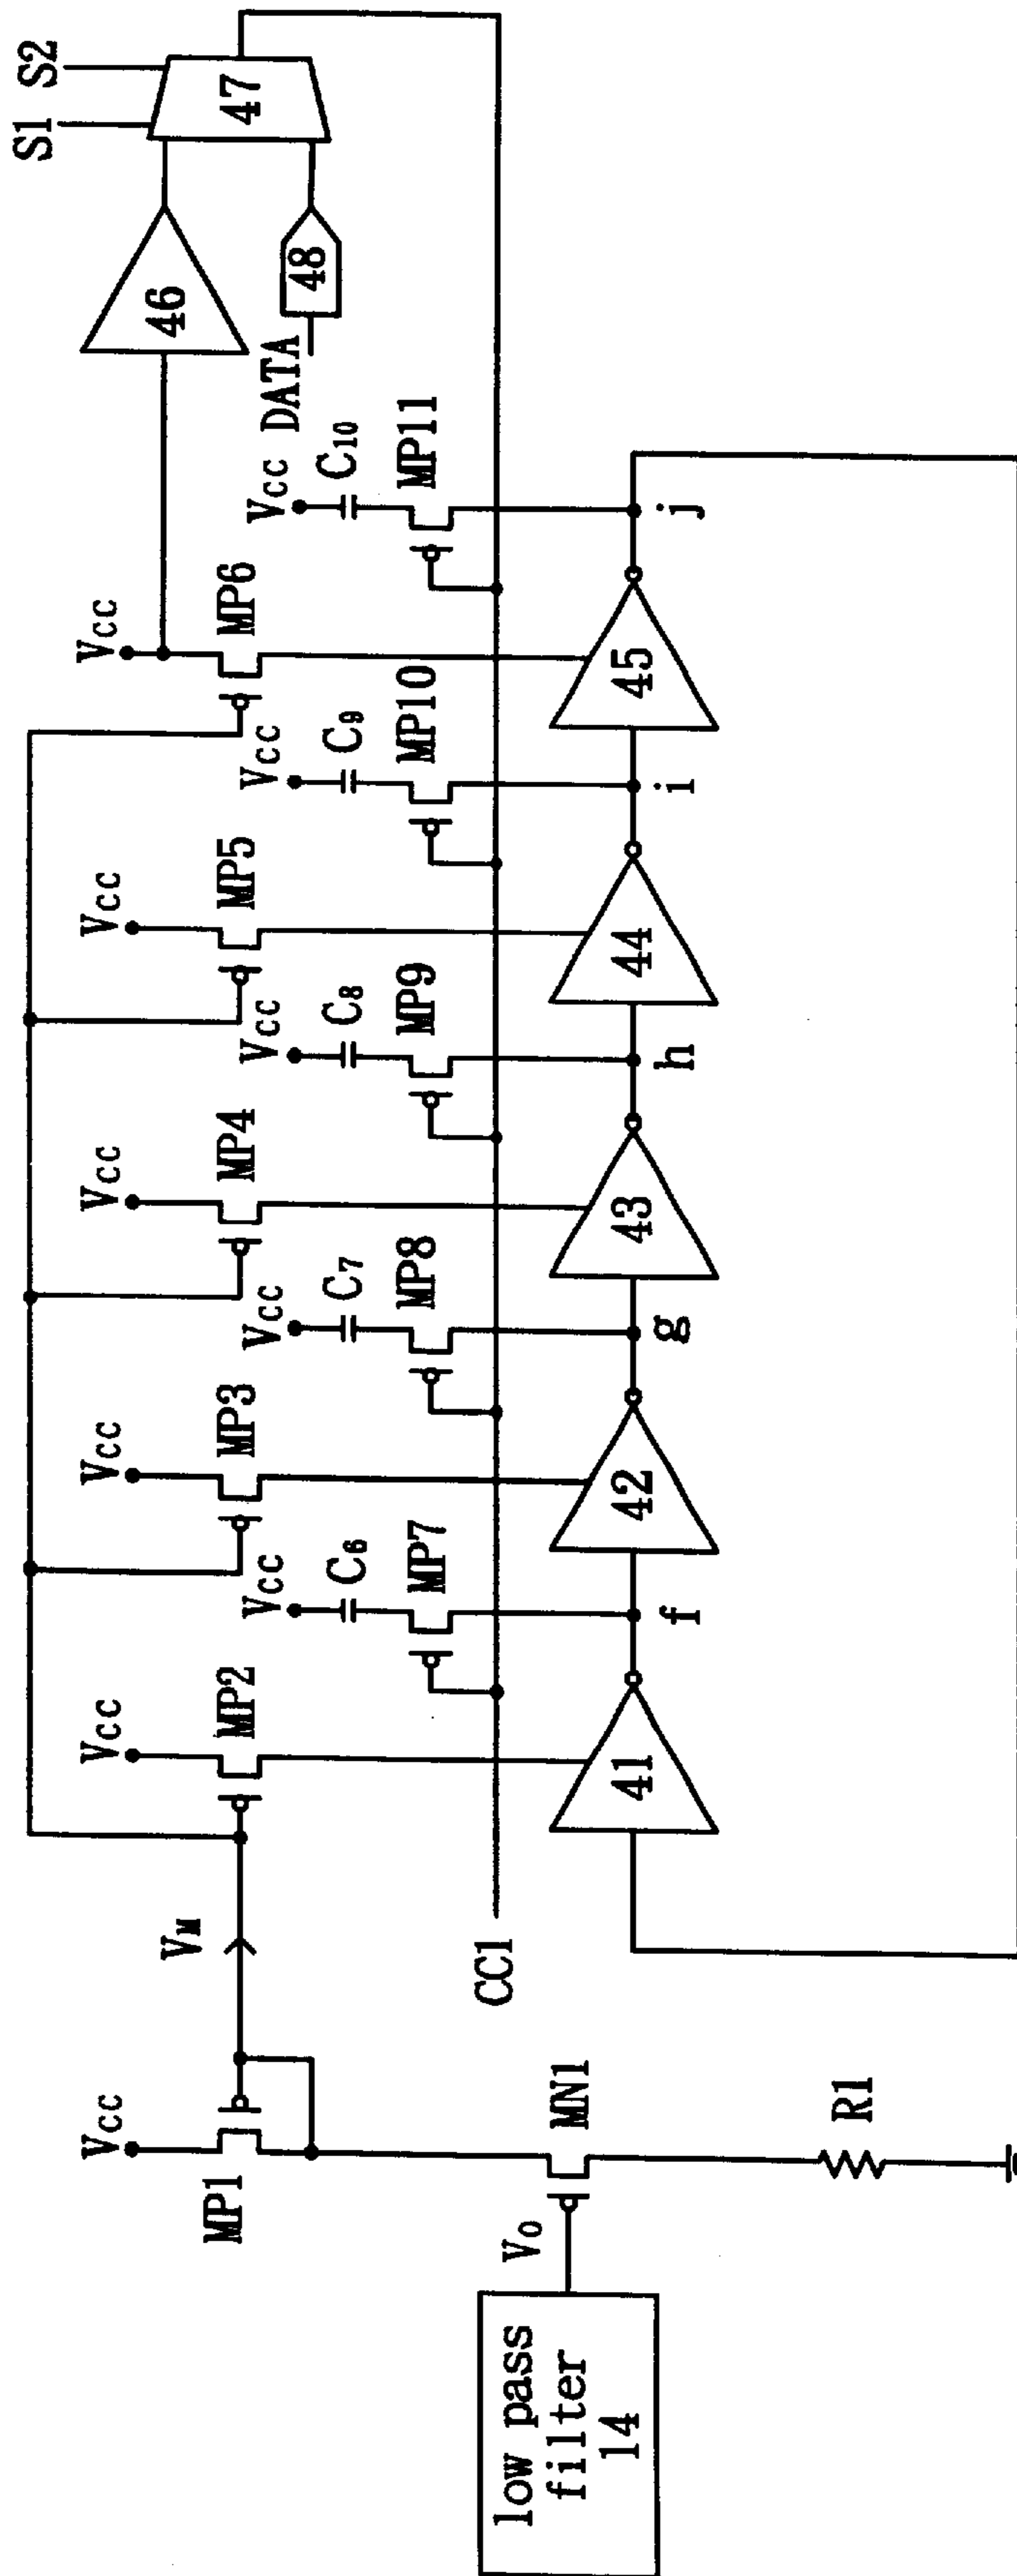 S1 S2
47
46
48
DATA
VCC VCC VCC VCC VCC VCC
MP1 MP2 MP3 MP4 MP5 MP6
VM
VCC VCC VCC VCC VCC
C6 C7 C8 C9 C10
MP7 MP8 MP9 MP10 MP11
CC1
low pass
filter
14
VO
MN1
R1
41 42 43 44 45
f g h i j